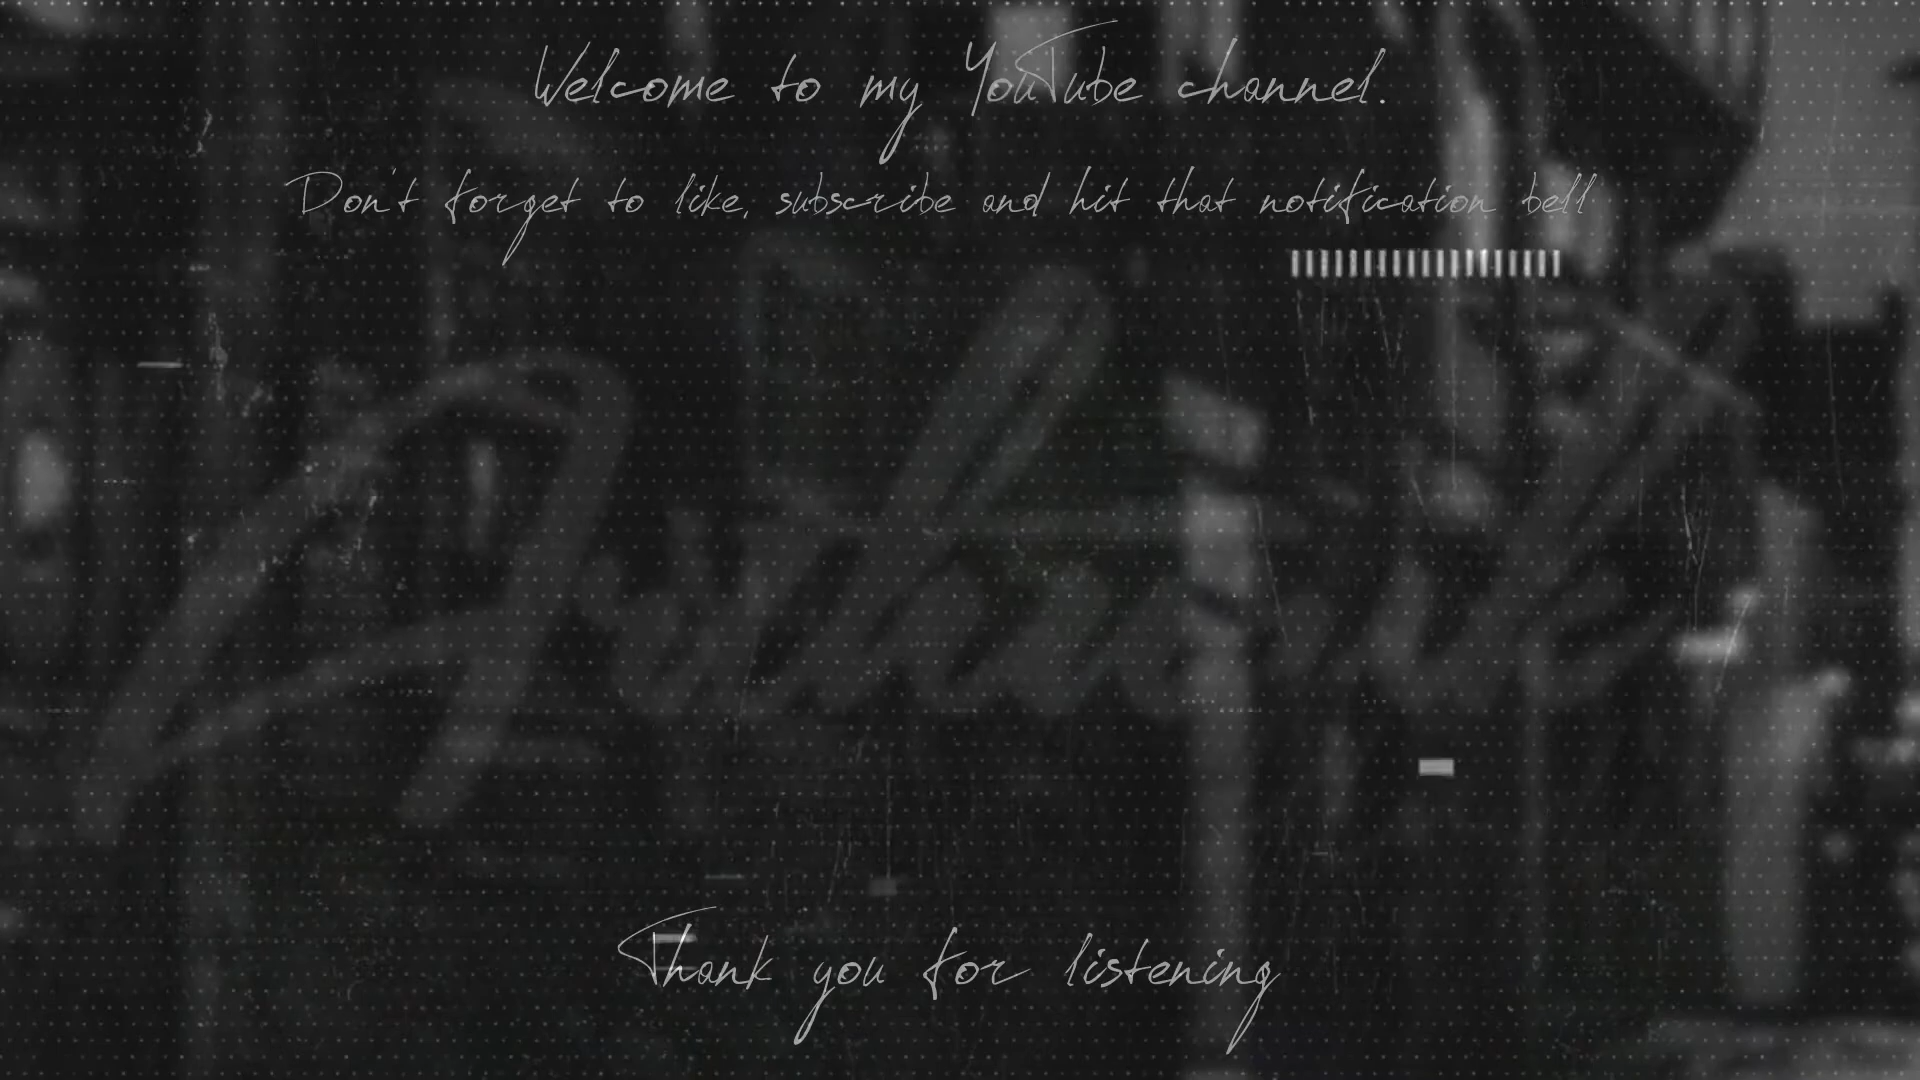 Welcome to my YouTube channel.
Don't forget to like, subscribe and hit that notification bell
Thank you for listening